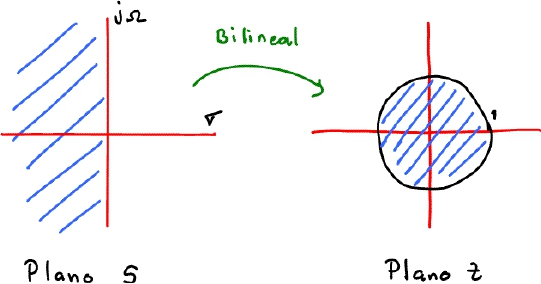 jΩ
Bilineal
σ
1
Plano S
Plano z